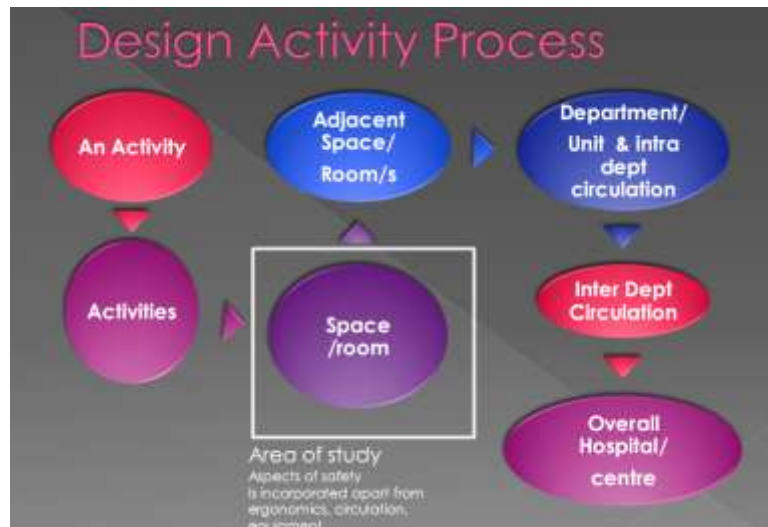 Design Activity Process
An Activity
Activities
Space
/room
Adjacent
Space/
Room/s
Department/
Unit & intra
dept
circulation
Inter Dept
Circulation
Overall
Hospital/
centre
Area of study
Aspects of safety
Is incorporated apart from
ergonomics, circulation,
equipment